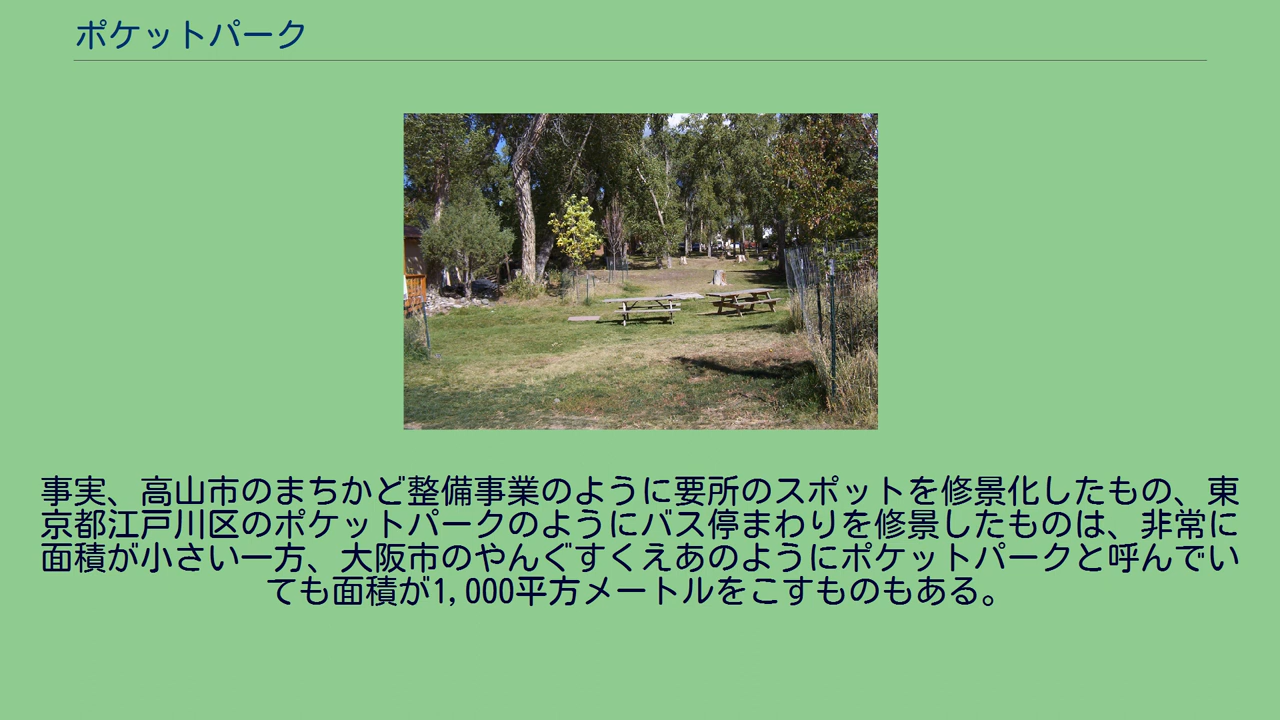 ポケットパーク
事実、高山市のまちかど整備事業のように要所のスポットを修景化したもの、東
京都江戸川区のポケットパークのようにバス停まわりを修景したものは、非常に
面積が小さい一方、大阪市のやんぐすくえあのようにポケットパークと呼んでい
ても面積が1,000平方メートルをこすものもある。